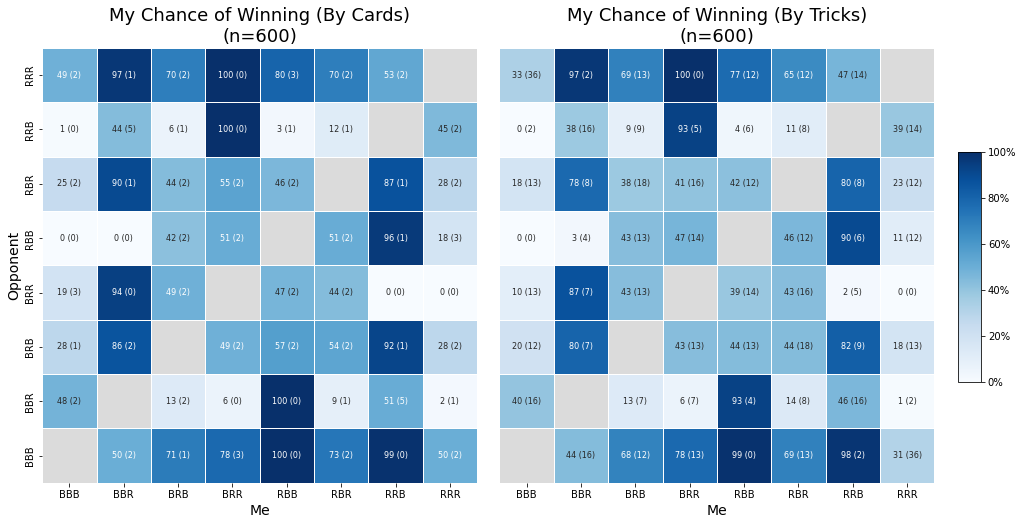 My Chance of Winning (By Cards)
(n=600)
My Chance of Winning (By Tricks)
(n=600)
Opponent
RRR
49 (2) 97 (1) 70 (2) 100 (0) 80 (3) 70 (2) 53 (2)
33 (36) 97 (2) 69 (13) 100 (0) 77 (12) 65 (12) 47 (14)
RRB
1 (0) 44 (5) 6 (1) 100 (0) 3 (1) 12 (1) 45 (2)
0 (2) 38 (16) 9 (9) 93 (5) 4 (6) 11 (8) 39 (14)
RBR
25 (2) 90 (1) 44 (2) 55 (2) 46 (2) 87 (1) 28 (2)
18 (13) 78 (8) 38 (18) 41 (16) 42 (12) 80 (8) 23 (12)
RBB
0 (0) 0 (0) 42 (2) 51 (2) 51 (2) 96 (1) 18 (3)
0 (0) 3 (4) 43 (13) 47 (14) 46 (12) 90 (6) 11 (12)
BRR
19 (3) 94 (0) 49 (2) 47 (2) 44 (2) 0 (0) 0 (0)
10 (13) 87 (7) 43 (13) 39 (14) 43 (16) 2 (5) 0 (0)
BRB
28 (1) 86 (2) 49 (2) 57 (2) 54 (2) 92 (1) 28 (2)
20 (12) 80 (7) 43 (13) 44 (13) 44 (18) 82 (9) 18 (13)
BBR
48 (2) 13 (2) 6 (0) 100 (0) 9 (1) 51 (5) 2 (1)
40 (16) 13 (7) 6 (7) 93 (4) 14 (8) 46 (16) 1 (2)
BBB
50 (2) 71 (1) 78 (3) 100 (0) 73 (2) 99 (0) 50 (2)
44 (16) 68 (12) 78 (13) 99 (0) 69 (13) 98 (2) 31 (36)
BBB BBR BRB BRR RBB RBR RRB RRR
BBB BBR BRB BRR RBB RBR RRB RRR
Me
Me
100%
80%
60%
40%
20%
0%